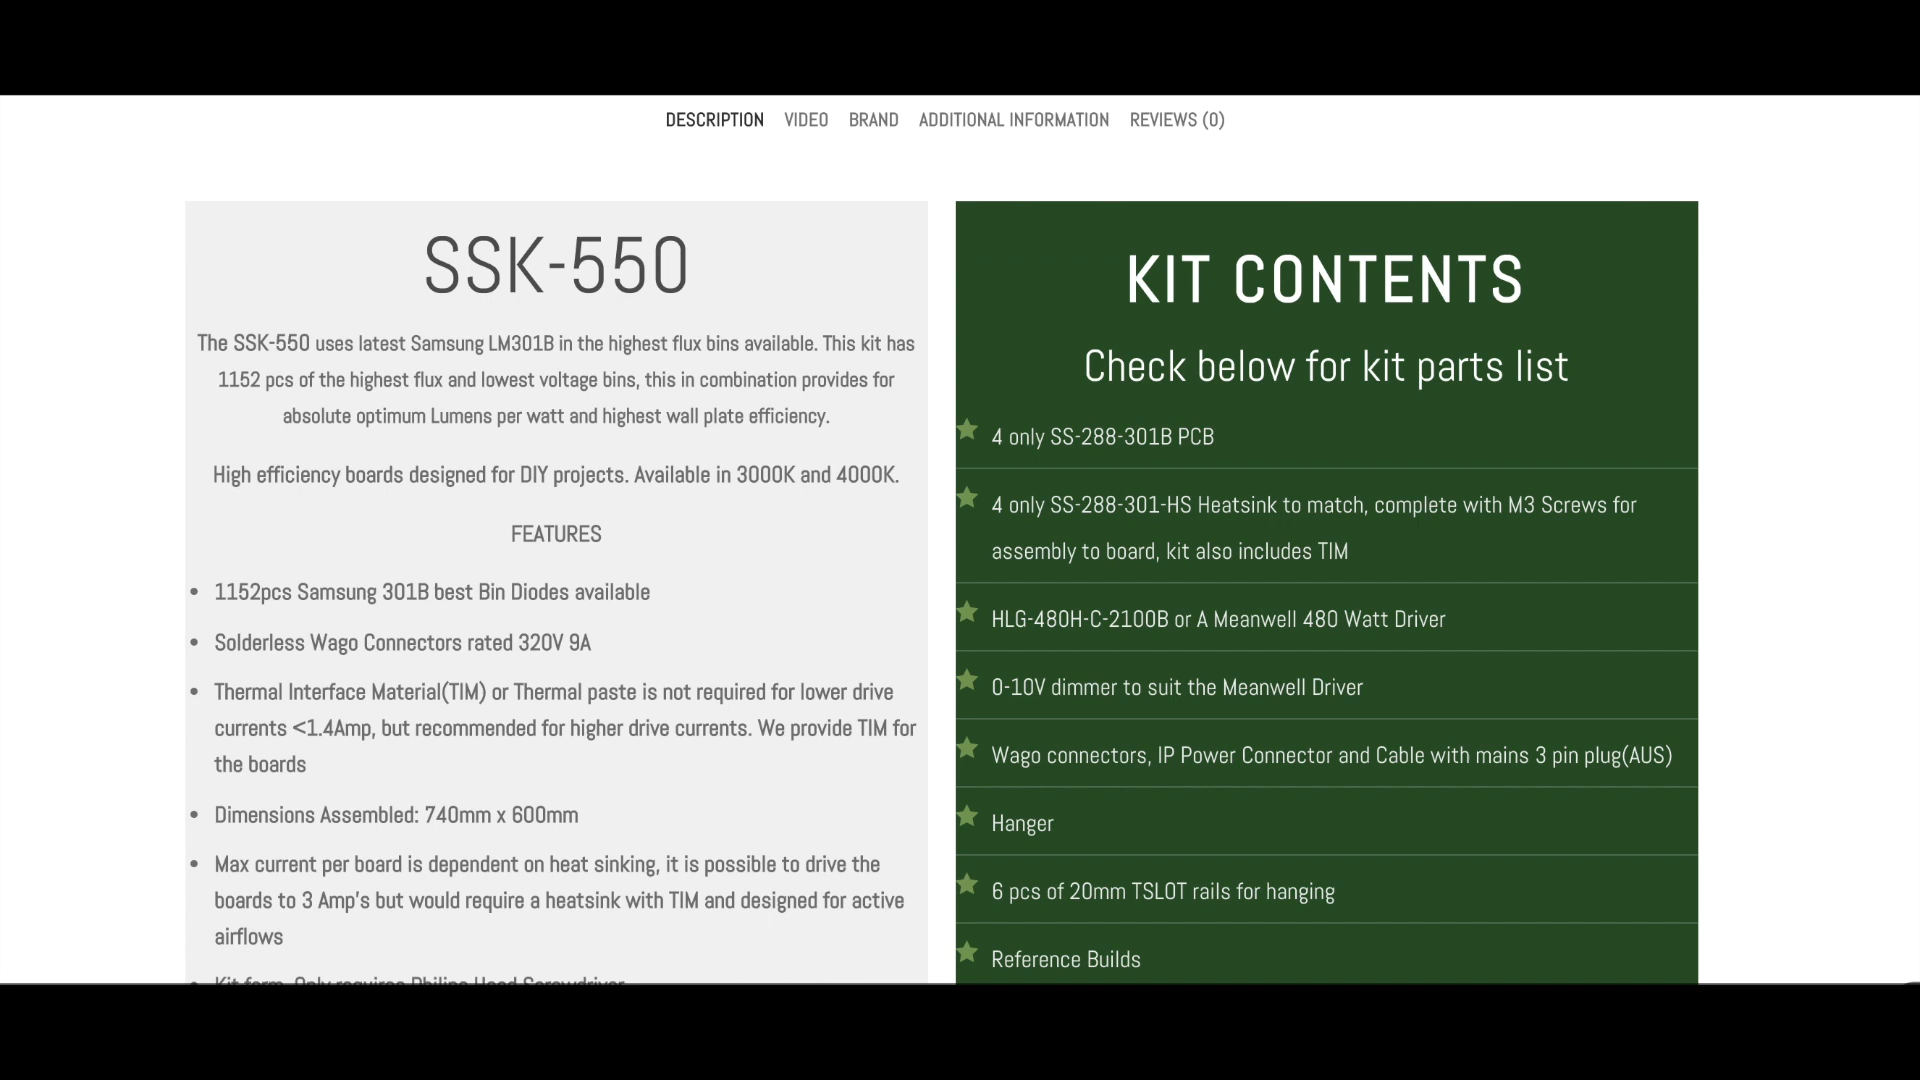 DESCRIPTION VIDEO BRAND ADDITIONAL INFORMATION REVIEWS (0)
SSK-550
The SSK-550 uses latest Samsung LM301B in the highest flux bins available. This kit has
1152 pcs of the highest flux and lowest voltage bins, this in combination provides for
absolute optimum Lumens per watt and highest wall plate efficiency.
High efficiency boards designed for DIY projects. Available in 3000K and 4000K.
FEATURES
• 1152pcs Samsung 301B best Bin Diodes available
• Solderless Wago Connectors rated 320V 9A
• Thermal Interface Material(TIM) or Thermal paste is not required for lower drive
currents <1.4Amp, but recommended for higher drive currents. We provide TIM for
the boards
• Dimensions Assembled: 740mm x 600mm
• Max current per board is dependent on heat sinking, it is possible to drive the
boards to 3 Amp's but would require a heatsink with TIM and designed for active
airflows
• Kit form, Only requires Philips Head Screwdriver
KIT CONTENTS
Check below for kit parts list
4 only SS-288-301B PCB
4 only SS-288-301-HS Heatsink to match, complete with M3 Screws for
assembly to board, kit also includes TIM
HLG-480H-C-2100B or A Meanwell 480 Watt Driver
0-10V dimmer to suit the Meanwell Driver
Wago connectors, IP Power Connector and Cable with mains 3 pin plug(AUS)
Hanger
6 pcs of 20mm TSLOT rails for hanging
Reference Builds